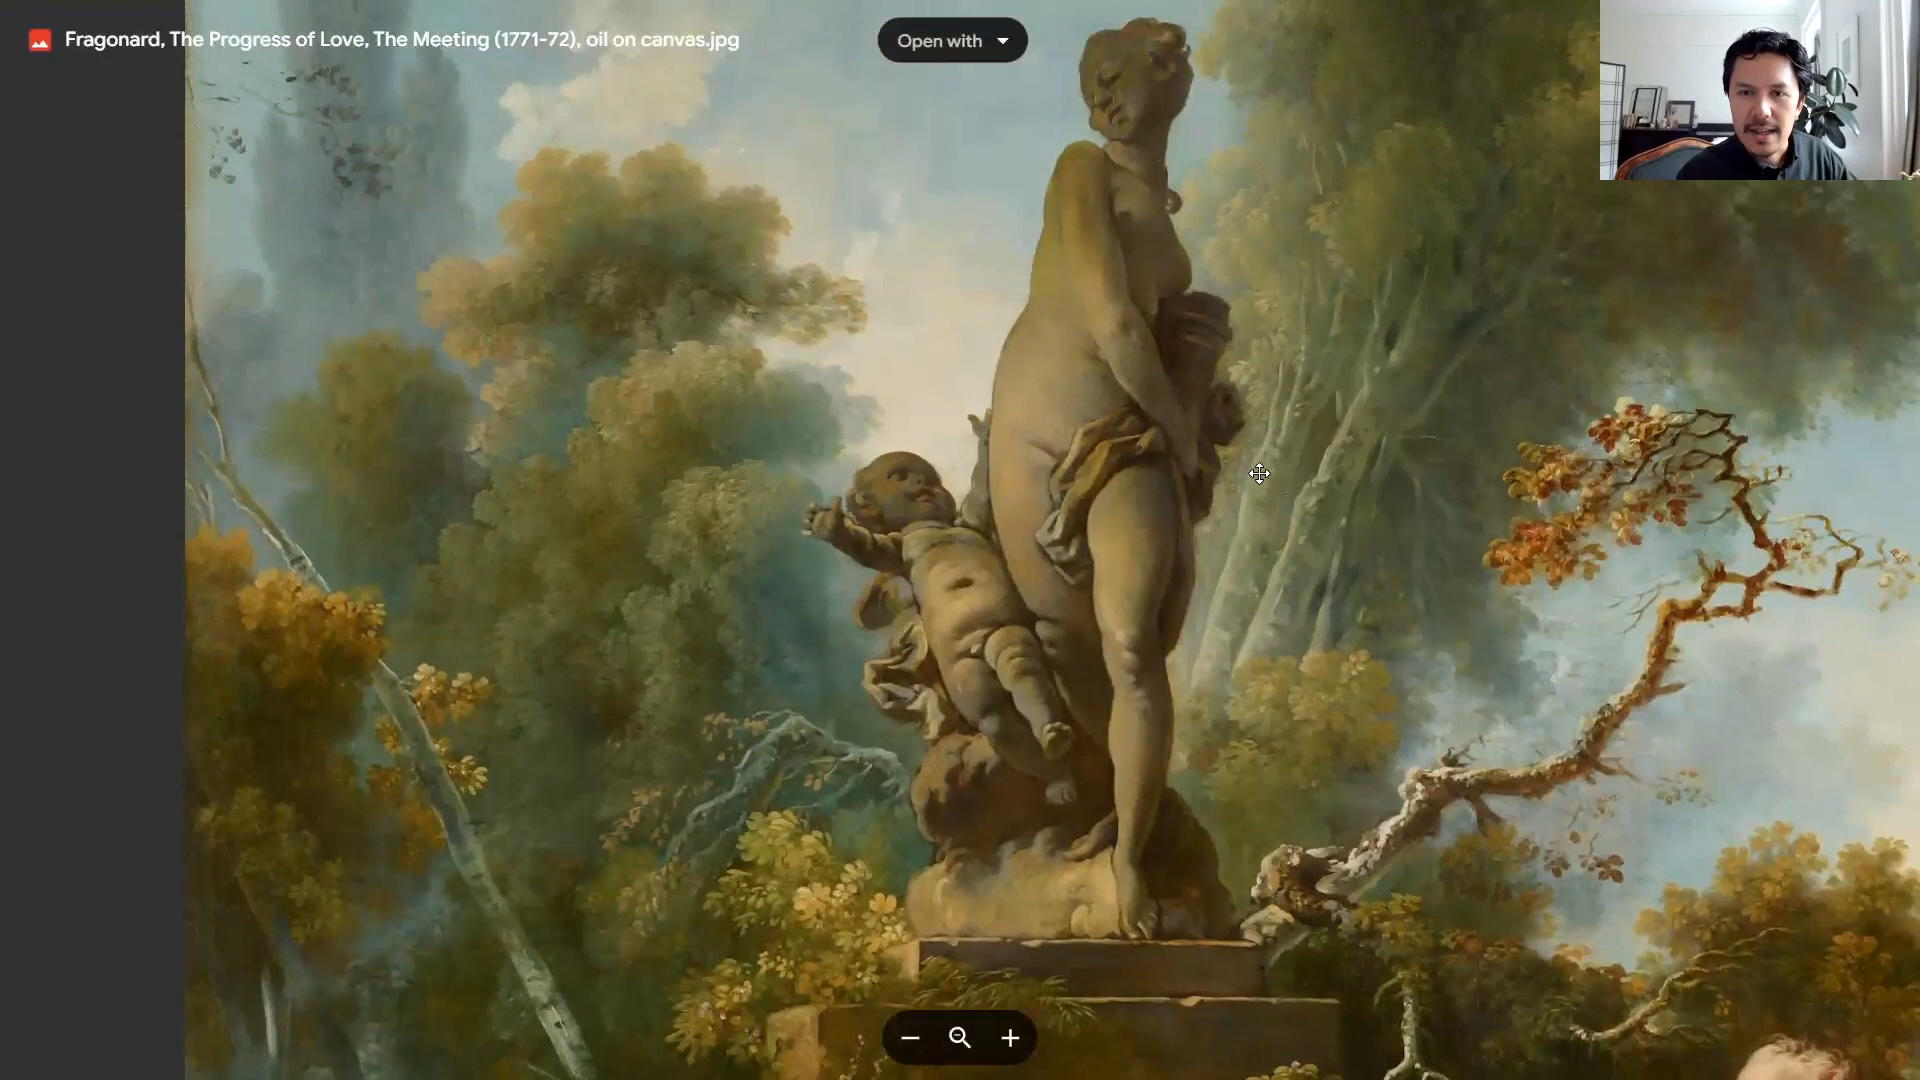 Fragonard, The Progress of Love, The Meeting (1771-72), oil on canvas.jpg
Open with